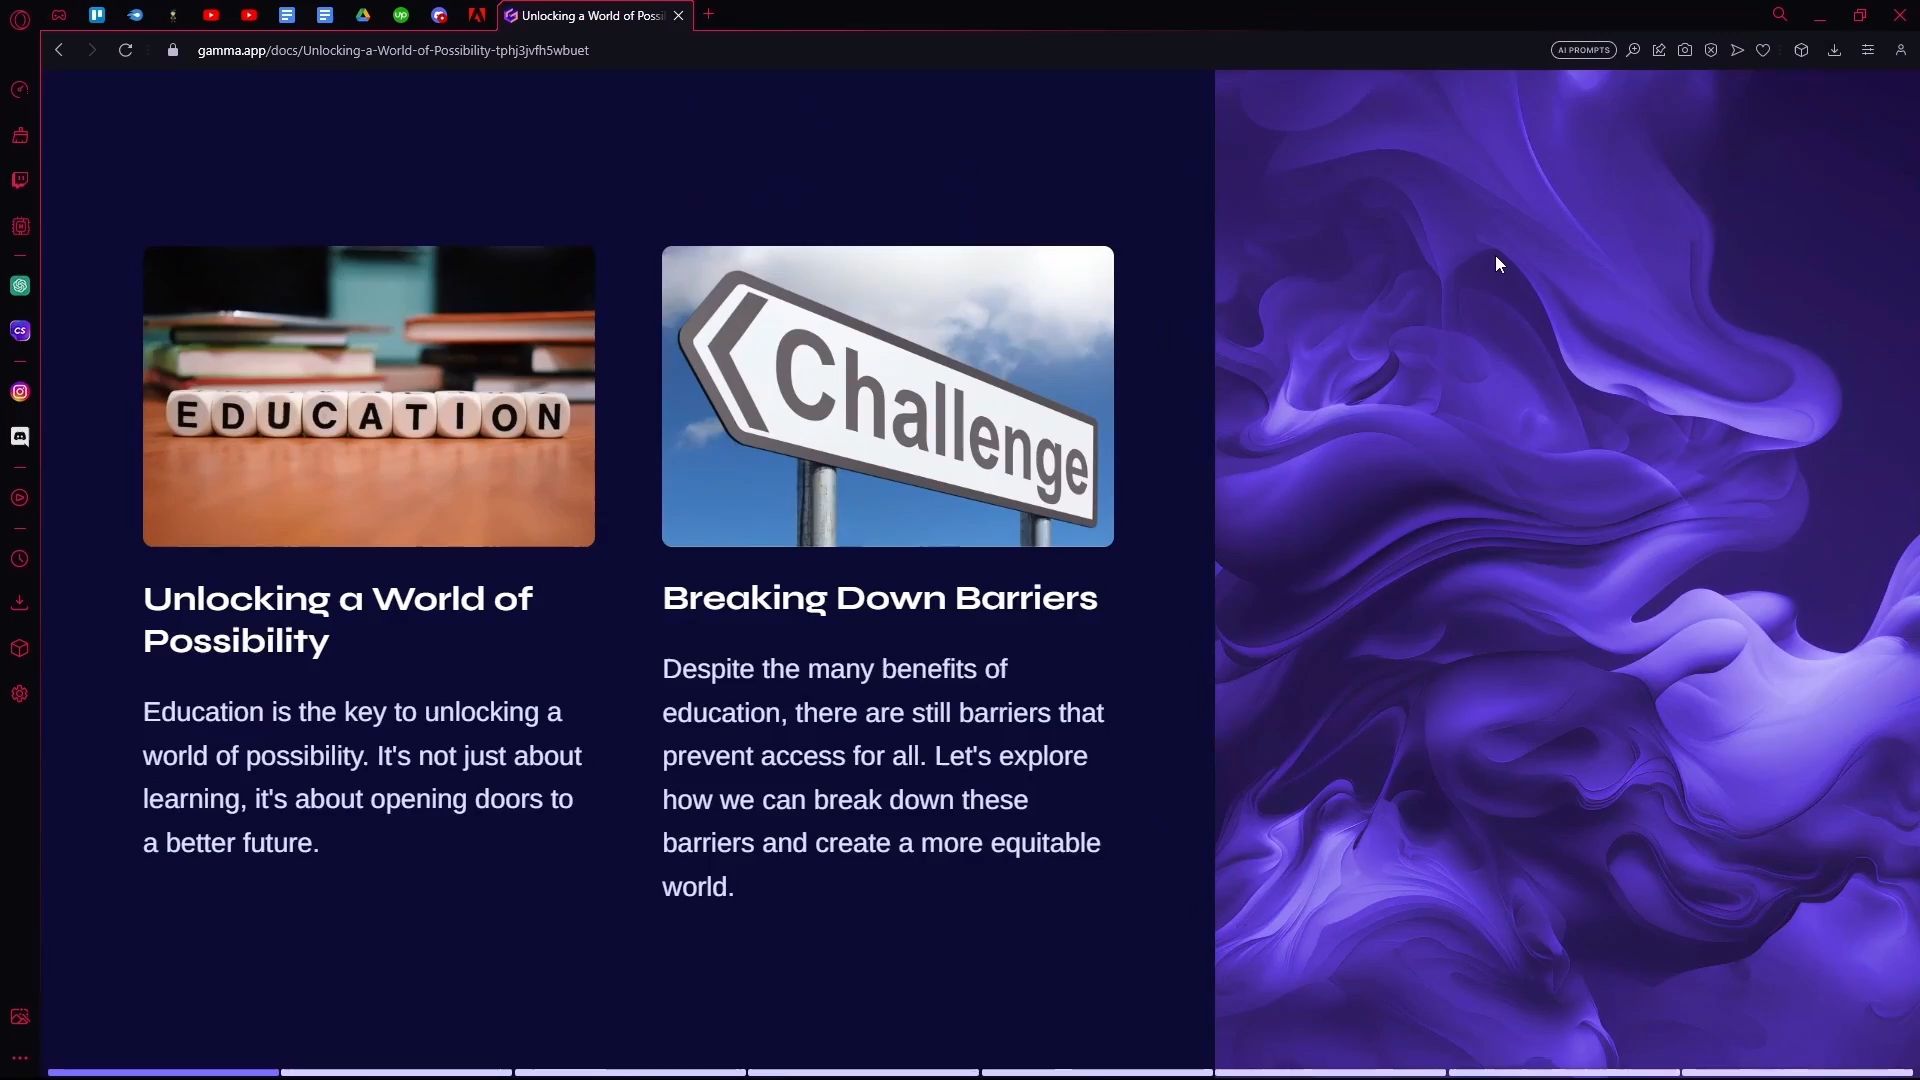 Unlocking a World of Possi
gamma.app/docs/Unlocking-a-World-of-Possibility-tphj3jvfh5wbuet
AI PROMPTS
up
CS
EDUCATION
Challenge
Unlocking a World of
Possibility
Education is the key to unlocking a
world of possibility. It's not just about
learning, it's about opening doors to
a better future.
Breaking Down Barriers
Despite the many benefits of
education, there are still barriers that
prevent access for all. Let's explore
how we can break down these
barriers and create a more equitable
world.